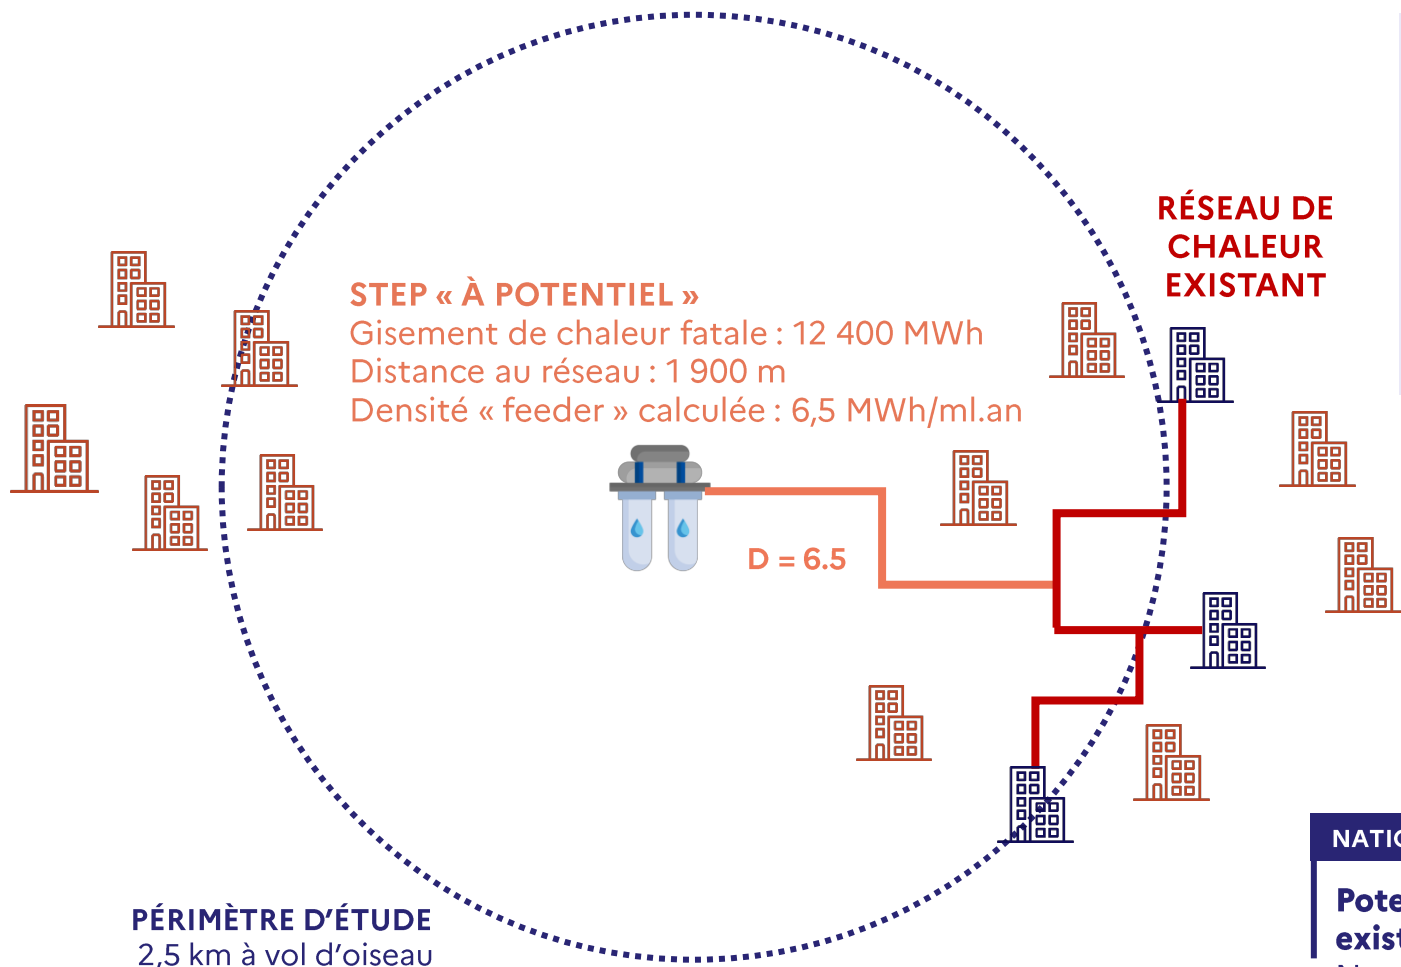 RÉSEAU DE
CHALEUR
EXISTANT
STEP « À POTENTIEL »
Gisement de chaleur fatale : 12 400 MWh
Distance au réseau : 1 900 m
Densité « feeder » calculée : 6,5 MWh/ml.an
D = 6.5
PÉRIMÈTRE D’ÉTUDE
2,5 km à vol d’oiseau